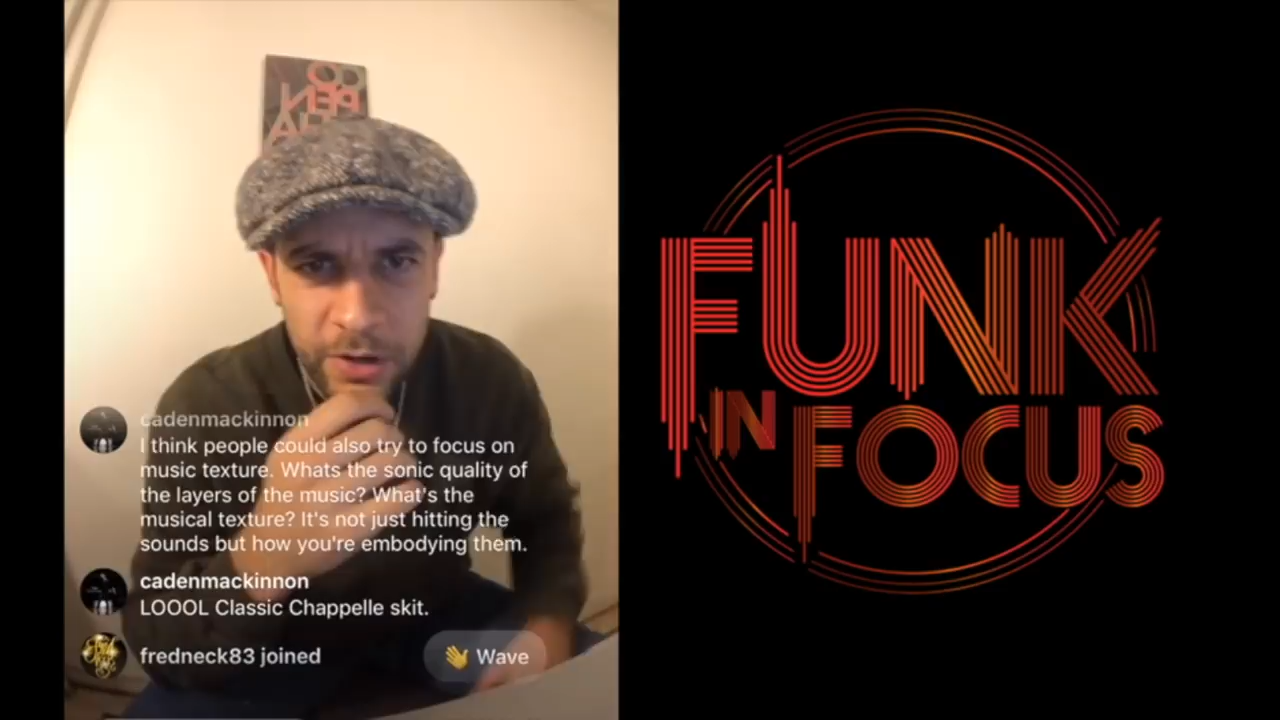 cadenmackinnon
I think people could also try to focus on
music texture. Whats the sonic quality of
the layers of the music? What's the
musical texture? It's not just hitting the
sounds but how you're embodying them.
cadenmackinnon
LOOOL Classic Chappelle skit.
fredneck83 joined
Wave
FUNK
IN FOCUS